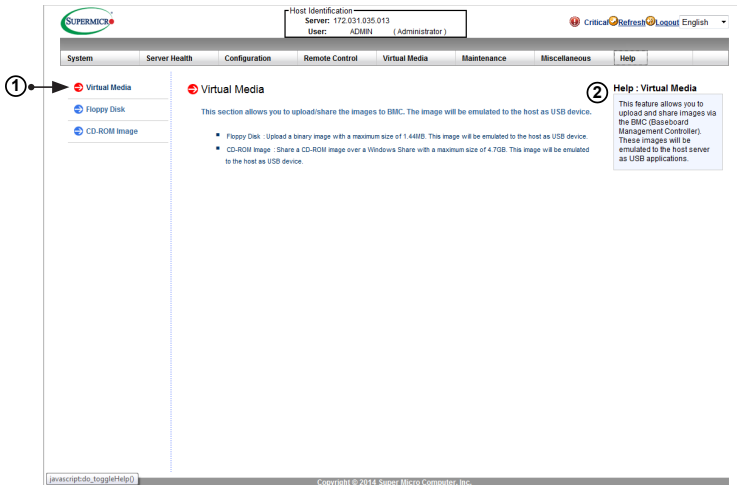 SUPERMICR
Host Identification
Server: 172.031.035.013
User: ADMIN (Administrator)
Critical Refresh Logout English
System Server Health Configuration Remote Control Virtual Media Maintenance Miscellaneous Help
1
Virtual Media
Floppy Disk
CD-ROM Image
Virtual Media
This section allows you to upload/share the images to BMC. The image will be emulated to the host as USB device.
Floppy Disk : Upload a binary image with a maximum size of 1.44MB. This image will be emulated to the host as USB device.
CD-ROM Image : Share a CD-ROM image over a Windows Share with a maximum size of 4.7GB. This image will be emulated
to the host as USB device.
2
Help : Virtual Media
This feature allows you to
upload and share images via
the BMC (Baseboard
Management Controller).
These images will be
emulated to the host server
as USB applications.
javascript:do_toggleHelp()
Copyright © 2014 Super Micro Computer, Inc.